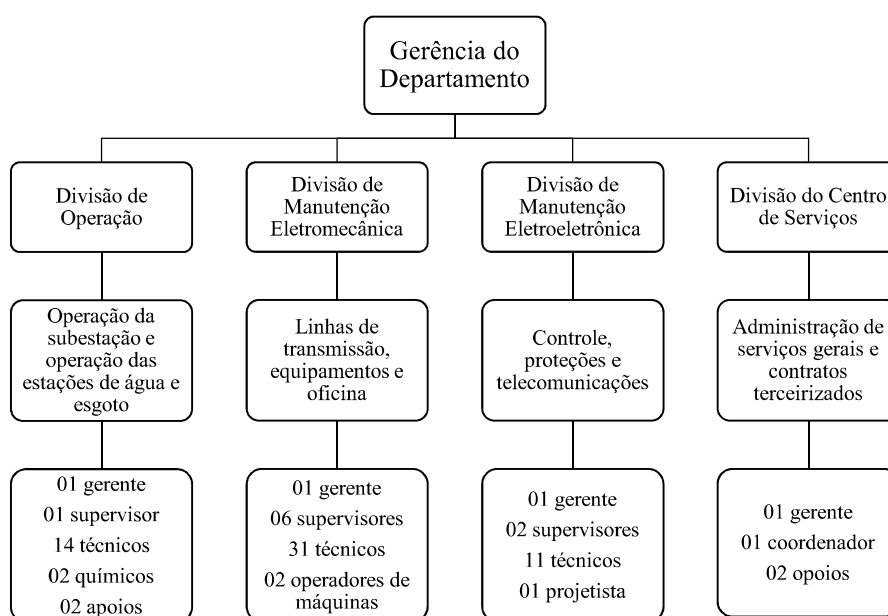 Gerência do
Departamento
Divisão de
Operação
Divisão de
Manutenção
Eletromecânica
Divisão de
Manutenção
Eletroeletrônica
Divisão do Centro
de Serviços
Operação da
subestação e
operação das
estações de água e
esgoto
Linhas de
transmissão,
equipamentos e
oficina
Controle,
proteções e
telecomunicações
Administração de
serviços gerais e
contratos
terceirizados
01 gerente
01 supervisor
14 técnicos
02 químicos
02 apoios
01 gerente
06 supervisores
31 técnicos
02 operadores de
máquinas
01 gerente
02 supervisores
11 técnicos
01 projetista
01 gerente
01 coordenador
02 opoios